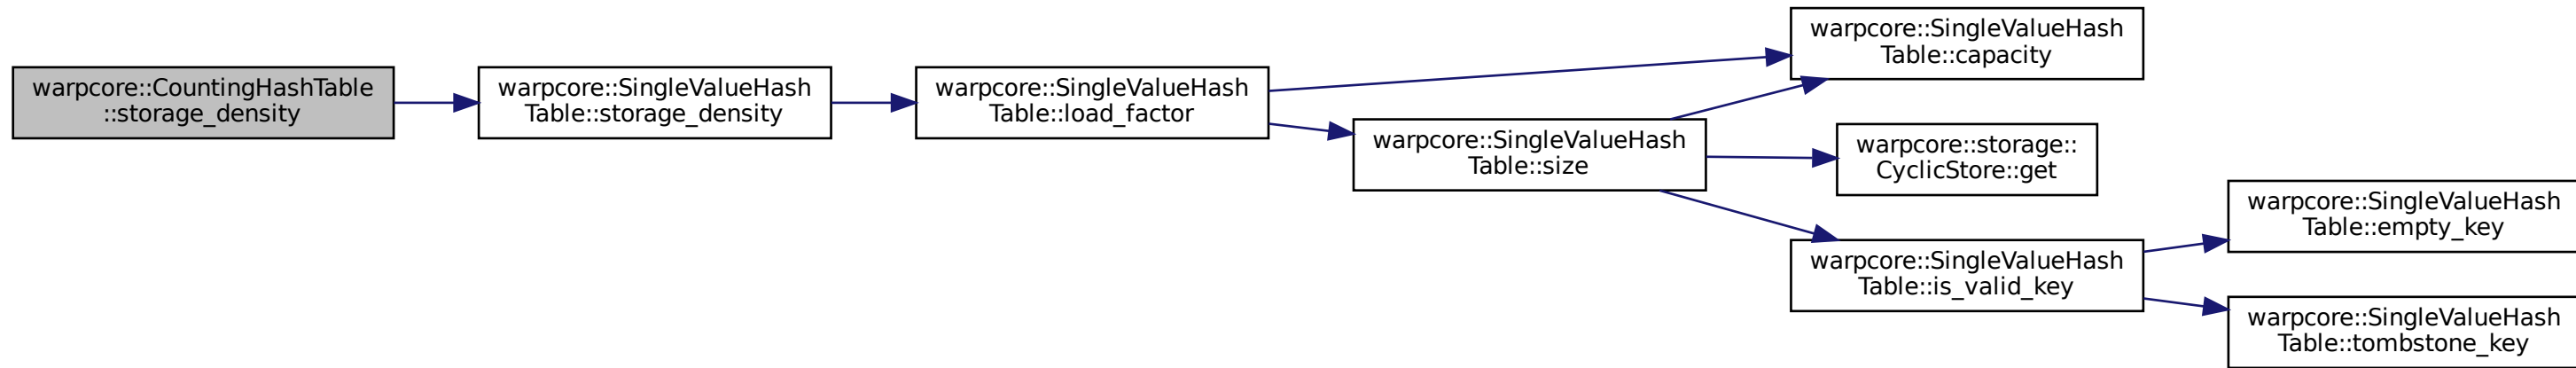 warpcore::CountingHashTable
::storage_density
warpcore::SingleValueHash
Table::storage_density
warpcore::SingleValueHash
Table::load_factor
warpcore::SingleValueHash
Table::capacity
warpcore::SingleValueHash
Table::size
warpcore::storage::
CyclicStore::get
warpcore::SingleValueHash
Table::is_valid_key
warpcore::SingleValueHash
Table::empty_key
warpcore::SingleValueHash
Table::tombstone_key